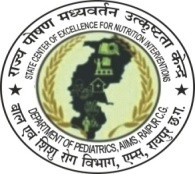 राज्य पोषण मध्यवर्तन उत्कृष्टता केन्द्र
STATE CENTER OF EXCELLENCE FOR NUTRITION INTERVENTION
DEPARTMENT OF PEDIATRICS, AIIMS, RAIPUR C.G.
बाल एवं शिशु रोग विभाग, एम्स, रायपुर छ.ग.